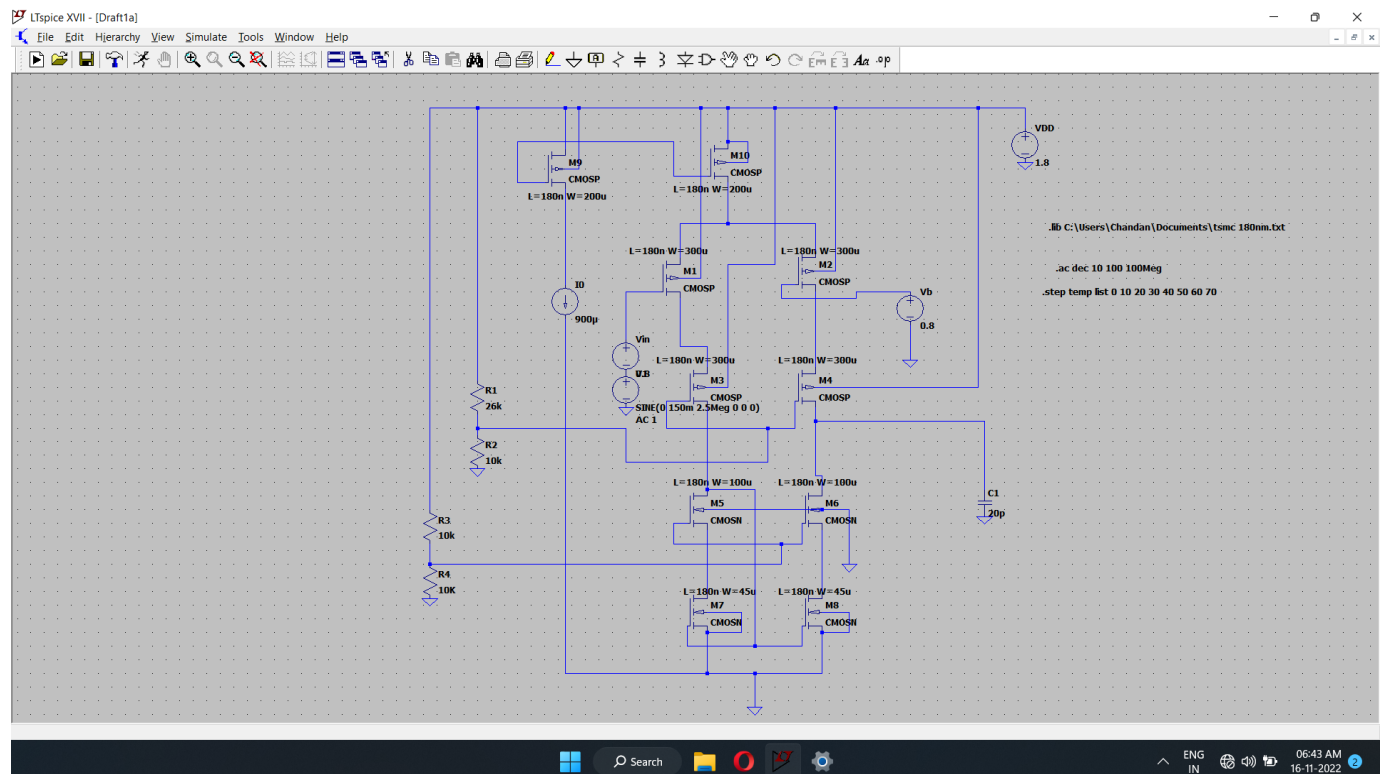 LTspice XVII - [Draft1a]
File Edit Hierarchy View Simulate Tools Window Help
Aa .op
VDD
1.8
M9
CMOSP
L=180n W=200u
M10
CMOSP
L=180n W=200u
.lib C:\Users\Chandan\Documents\tsmc 180nm.txt
.ac dec 10 100 100Meg
.step temp list 0 10 20 30 40 50 60 70
L=180n W=300u
M1
CMOSP
L=180n W=300u
M2
CMOSP
I0
900µ
Vb
0.8
Vin
L=180n W=300u
M3
CMOSP
SINE(0 150m 2.5Meg 0 0 0)
AC 1
L=180n W=300u
M4
CMOSP
R1
26k
R2
10k
L=180n W=100u
M5
CMOSN
L=180n W=100u
M6
CMOSN
C1
20p
R3
10k
R4
10K
L=180n W=45u
M7
CMOSN
L=180n W=45u
M8
CMOSN
Search
ENG
IN
06:43 AM
16-11-2022
2